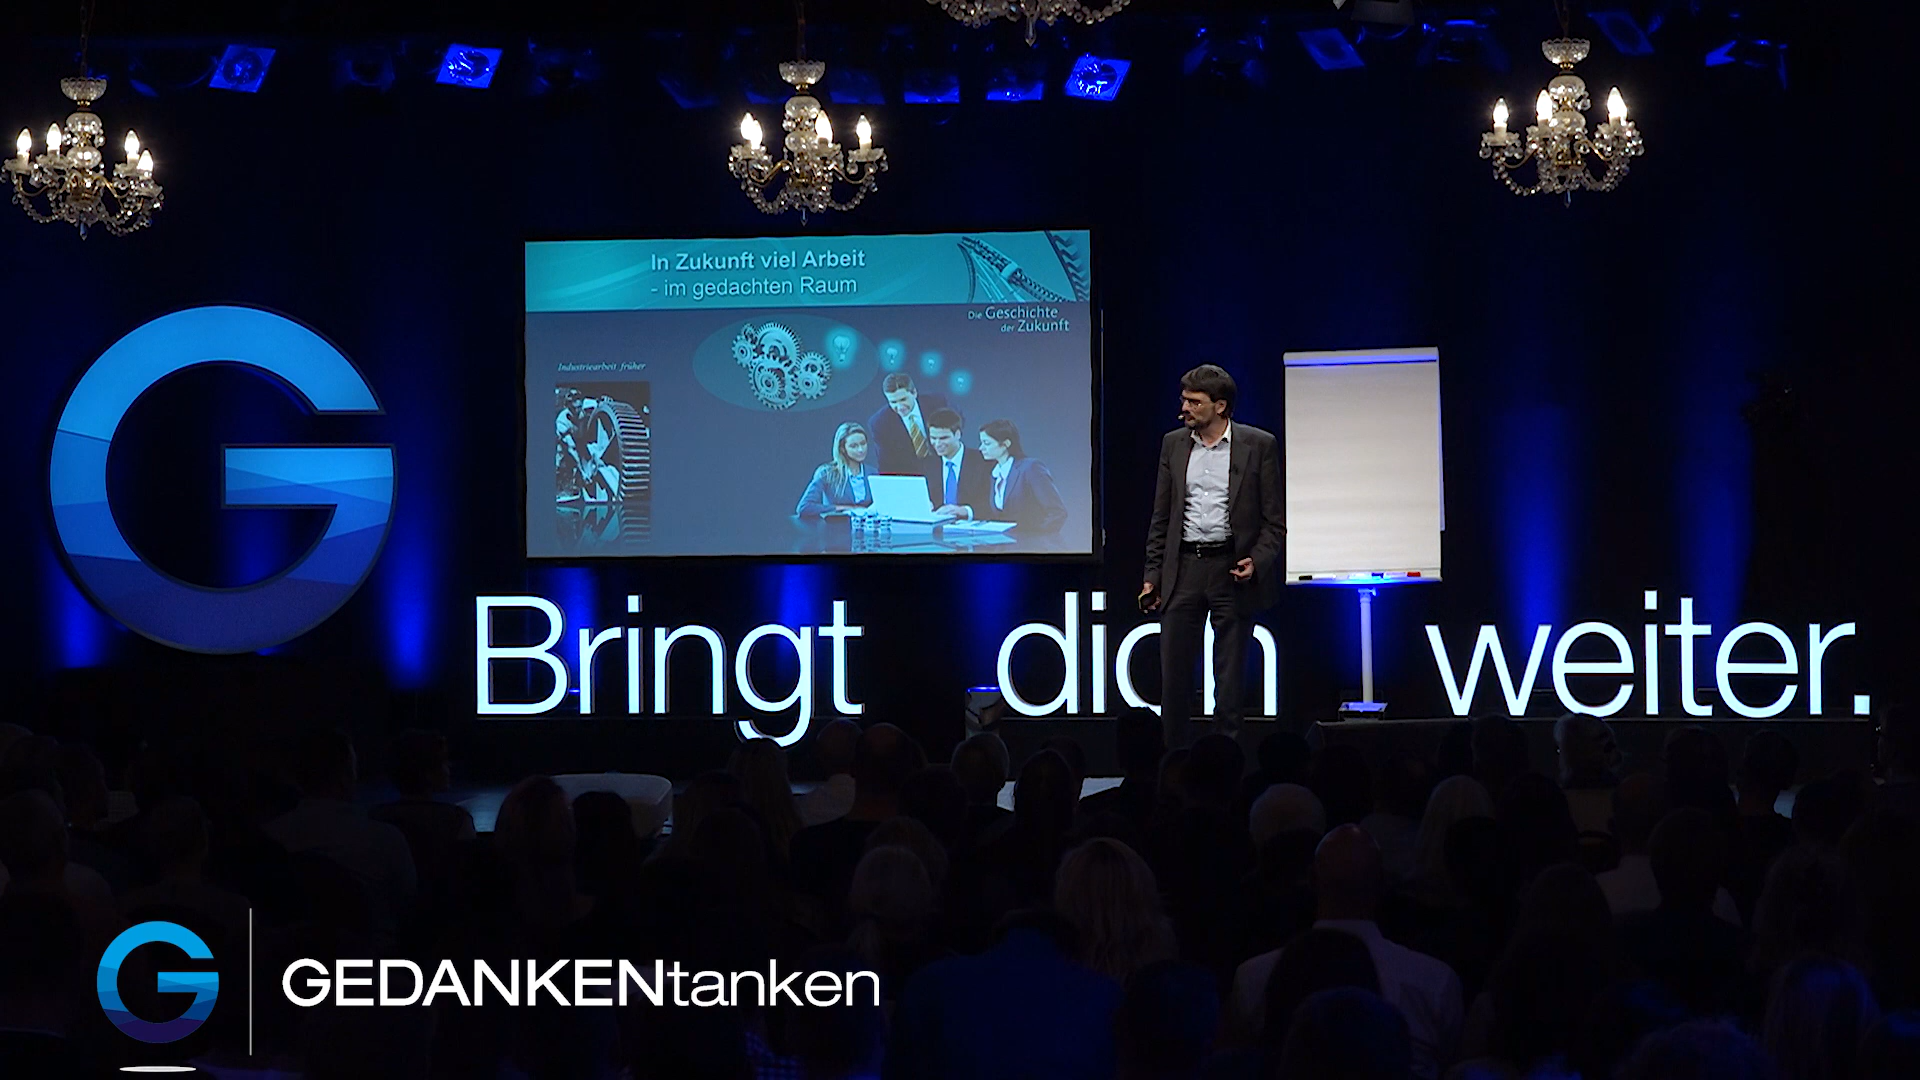 In Zukunft viel Arbeit
- im gedachten Raum
Die Geschichte
der Zukunft
Industriearbeit früher
G
Bringt dich weiter.
G
GEDANKENtanken